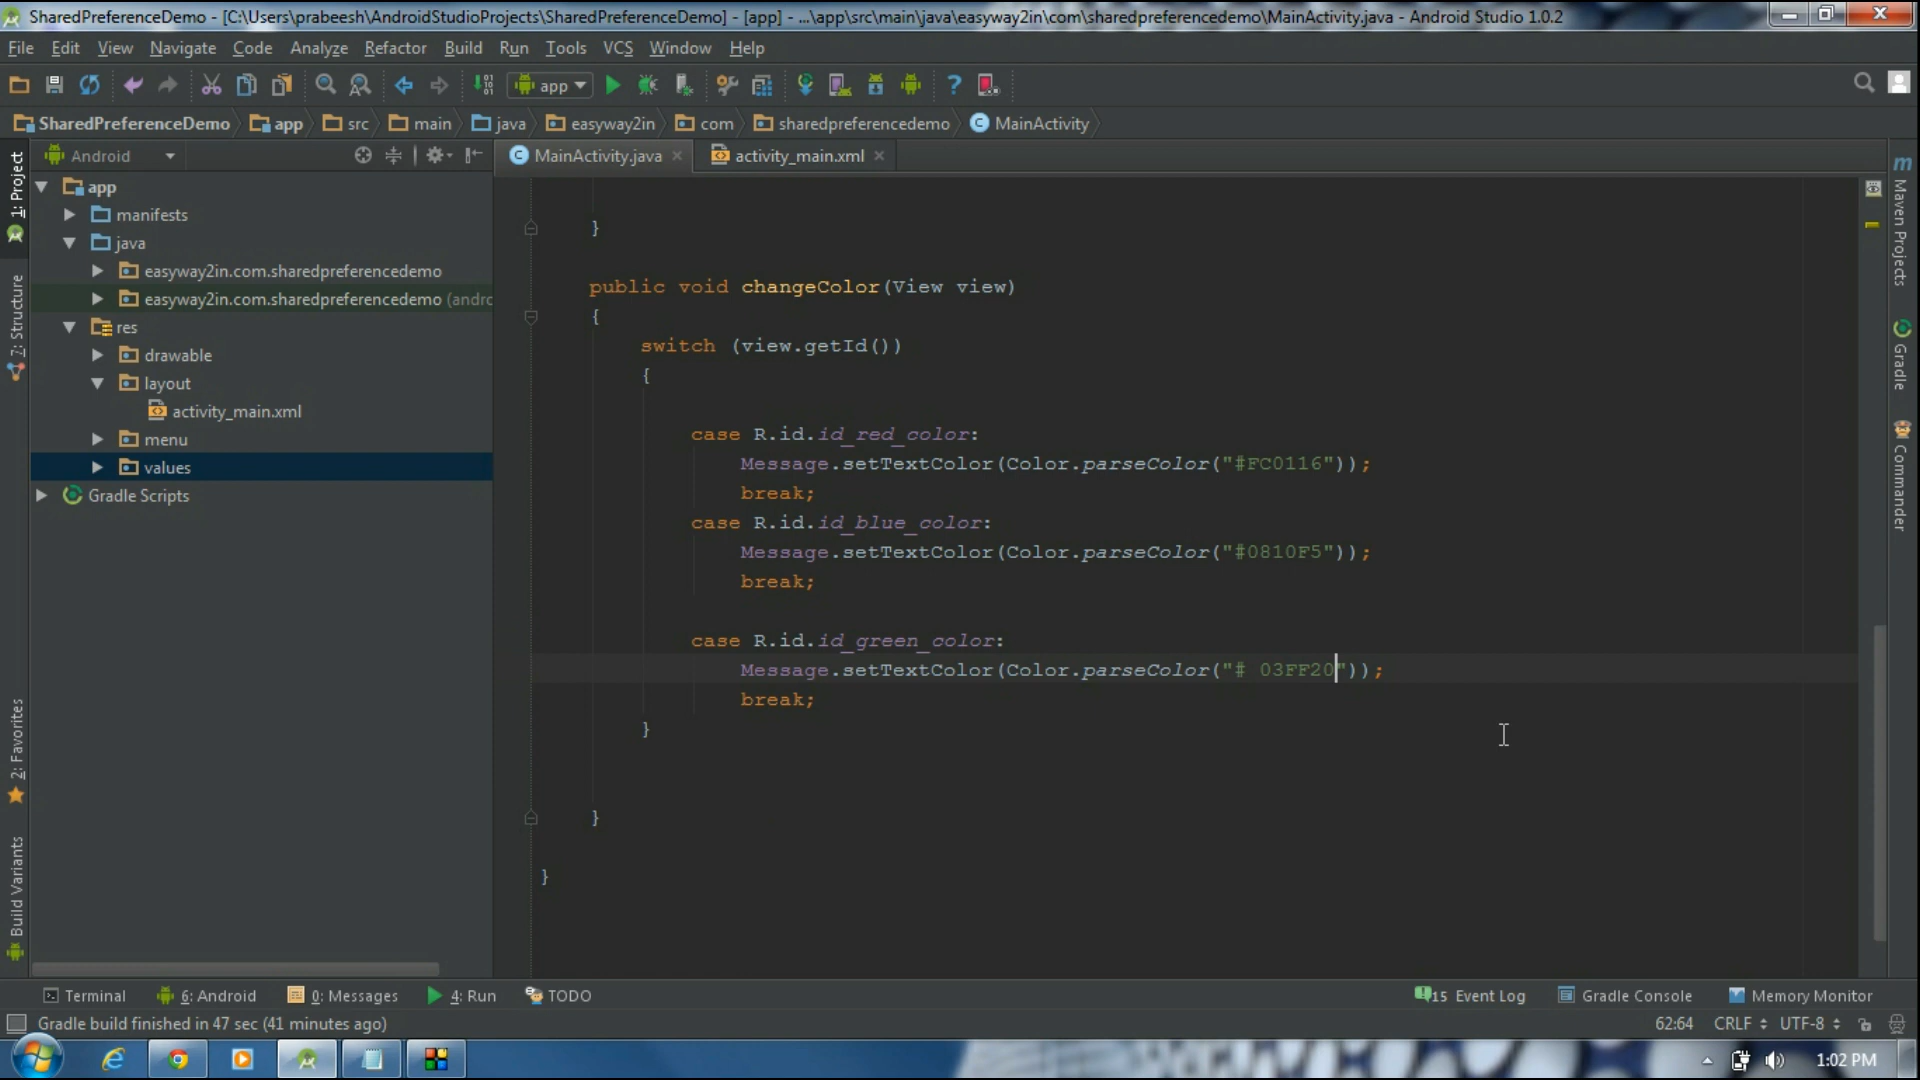 SharedPreferenceDemo - [C:\Users\prabeesh\AndroidStudioProjects\SharedPreferenceDemo] - [app] - ...\app\src\main\java\easyway2in\com\sharedpreferencedemo\MainActivity.java - Android Studio 1.0.2
File Edit View Navigate Code Analyze Refactor Build Run Tools VCS Window Help
app
SharedPreferenceDemo app src main java easyway2in com sharedpreferencedemo MainActivity
Android
MainActivity.java activity_main.xml
1: Project
7: Structure
2: Favorites
Build Variants
app
manifests
java
easyway2in.com.sharedpreferencedemo
easyway2in.com.sharedpreferencedemo (andro
res
drawable
layout
activity_main.xml
menu
values
Gradle Scripts
}
public void changeColor(View view)
{
switch (view.getId())
{
case R.id.id_red_color:
Message.setTextColor(Color.parseColor("#FC0116"));
break;
case R.id.id_blue_color:
Message.setTextColor(Color.parseColor("#0810F5"));
break;
case R.id.id_green_color:
Message.setTextColor(Color.parseColor("# 03FF20"));
break;
}
}
}
m
Maven Projects
Gradle
Commander
Terminal 6: Android 0: Messages 4: Run TODO 15 Event Log Gradle Console Memory Monitor
Gradle build finished in 47 sec (41 minutes ago) 62:64 CRLF UTF-8
1:02 PM